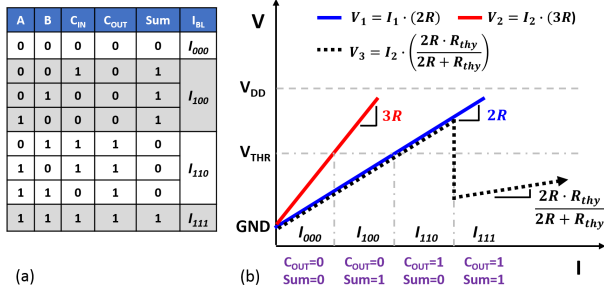 A B C_IN C_OUT Sum I_BL
0 0 0 0 0 I_000
0 0 1 0 1
0 1 0 0 1 I_100
1 0 0 0 1
0 1 1 1 0
1 0 1 1 0 I_110
1 1 0 1 0
1 1 1 1 1 I_111
(a)
V
V_1 = I_1 · (2R) V_2 = I_2 · (3R)
V_3 = I_2 · (2R · R_thy / 2R + R_thy)
V_DD
3R 2R
V_THR
2R · R_thy
2R + R_thy
GND
I_000 I_100 I_110 I_111
I
C_OUT=0 C_OUT=0 C_OUT=1 C_OUT=1
Sum=0 Sum=1 Sum=0 Sum=1
(b)